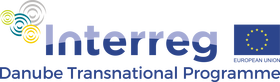 Interreg
EUROPEAN UNION
Danube Transnational Programme